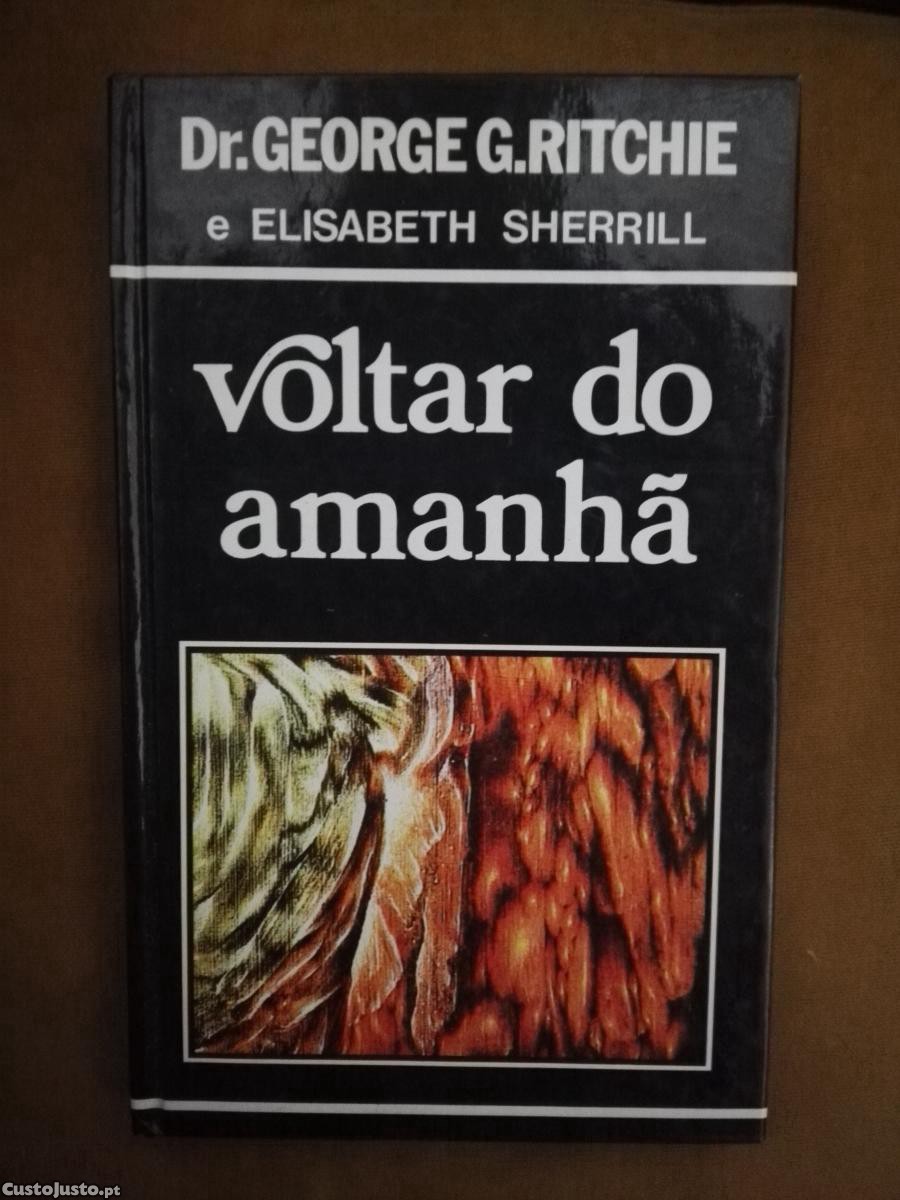 Dr.GEORGE G.RITCHIE
e ELISABETH SHERRILL
voltar do
amanhã
CustoJusto.pt